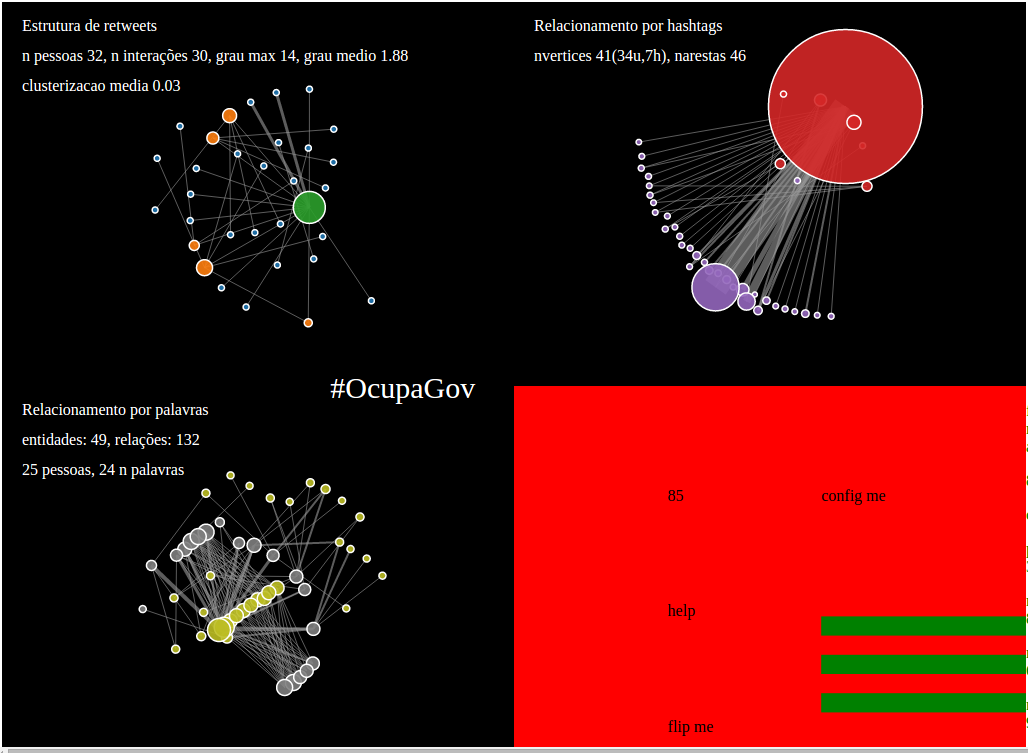 Estrutura de retweets
n pessoas 32, n interações 30, grau max 14, grau medio 1.88
clusterizacao media 0.03
Relacionamento por hashtags
nvertices 41(34u,7h), narestas 46
#OcupaGov
Relacionamento por palavras
entidades: 49, relações: 132
25 pessoas, 24 n palavras
85
config me
help
flip me